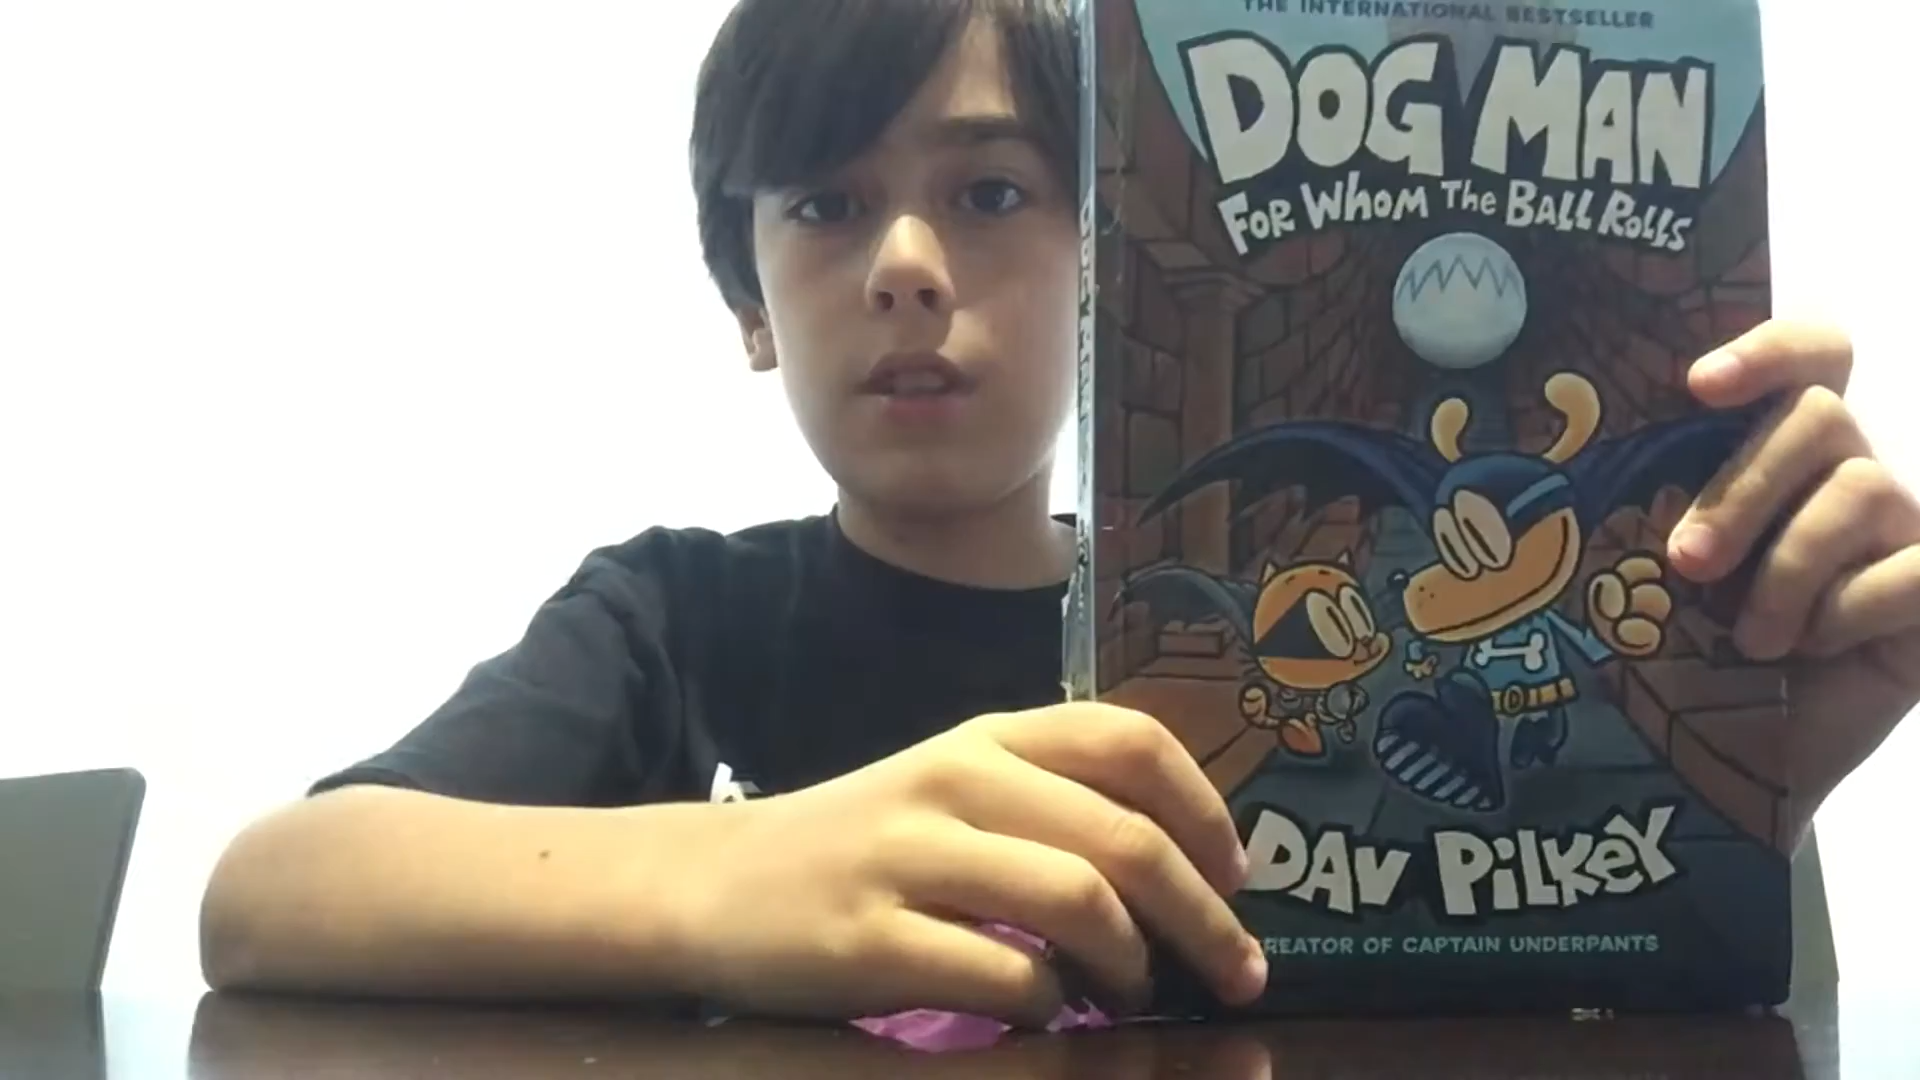 THE INTERNATIONAL BESTSELLER
DOG MAN
FOR WHOM THE BALL ROLLS
DAV PILKEY
CREATOR OF CAPTAIN UNDERPANTS